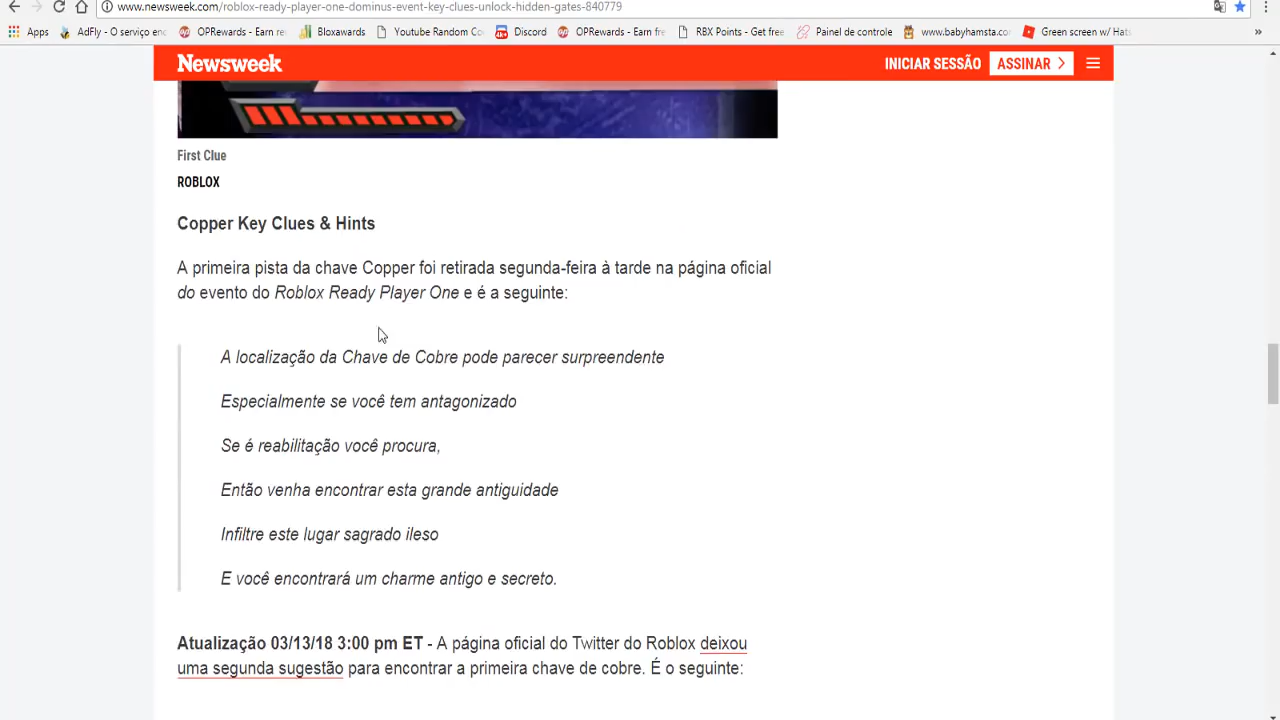 www.newsweek.com/roblox-ready-player-one-dominus-event-key-clues-unlock-hidden-gates-840779
Apps AdFly - O serviço enc OPRewards - Earn re Bloxawards Youtube Random Co Discord OPRewards - Earn fre RBX Points - Get free Painel de controle www.babyhamsta.co Green screen w/ Hats »
Newsweek INICIAR SESSÃO ASSINAR >
First Clue
ROBLOX
Copper Key Clues & Hints
A primeira pista da chave Copper foi retirada segunda-feira à tarde na página oficial
do evento do Roblox Ready Player One e é a seguinte:
A localização da Chave de Cobre pode parecer surpreendente
Especialmente se você tem antagonizado
Se é reabilitação você procura,
Então venha encontrar esta grande antiguidade
Infiltre este lugar sagrado ileso
E você encontrará um charme antigo e secreto.
Atualização 03/13/18 3:00 pm ET - A página oficial do Twitter do Roblox deixou
uma segunda sugestão para encontrar a primeira chave de cobre. É o seguinte: